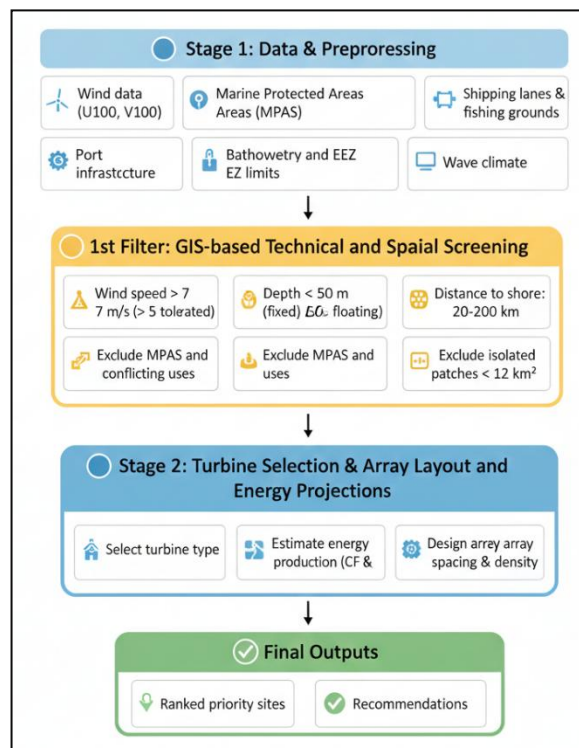 Stage 1: Data & Preproressing
Wind data
(U100, V100)
Marine Protected Areas
Areas (MPAS)
Shipping lanes &
fishing grounds
Port
infrastccture
Bathowetry and EEZ
EZ limits
Wave climate
1st Filter: GIS-based Technical and Spaial Screening
Wind speed > 7
7 m/s (> 5 tolerated)
Depth < 50 m
(fixed) floating)
Distance to shore:
20-200 km
Exclude MPAS and
conflicting uses
Exclude MPAS and
uses
Exclude isolated
patches < 12 km²
Stage 2: Turbine Selection & Array Layout and
Energy Projections
Select turbine type
Estimate energy
production (CF &
Design array array
spacing & density
Final Outputs
Ranked priority sites
Recommendations